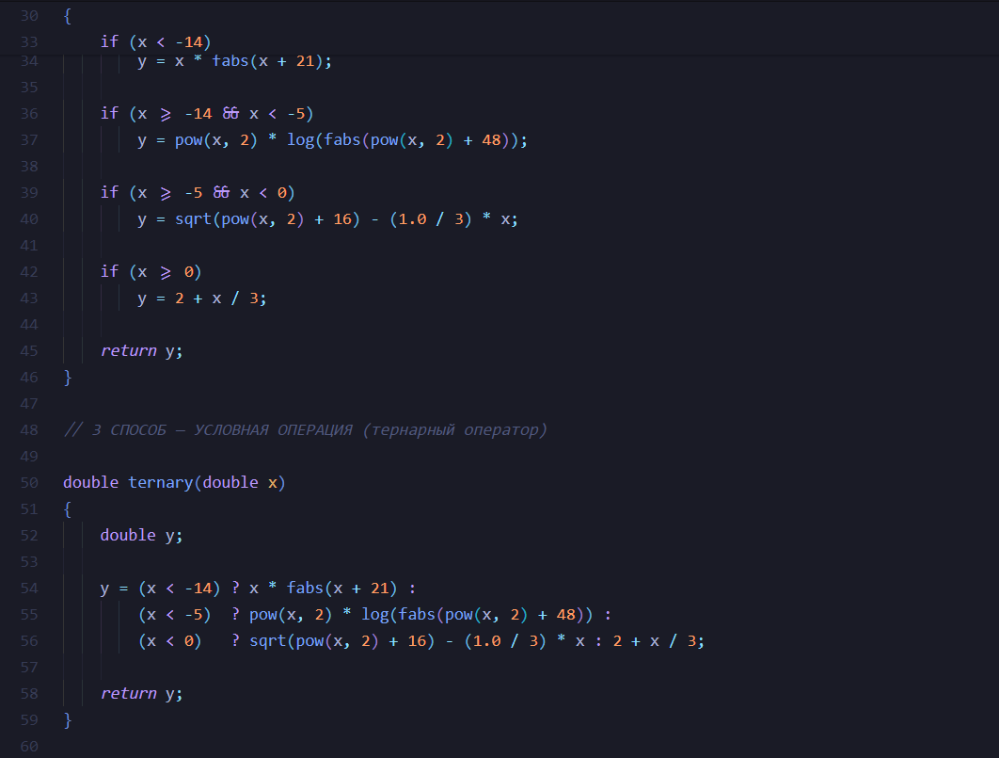 30 {
33 if (x < -14)
34 y = x * fabs(x + 21);
35
36 if (x >= -14 && x < -5)
37 y = pow(x, 2) * log(fabs(pow(x, 2) + 48));
38
39 if (x >= -5 && x < 0)
40 y = sqrt(pow(x, 2) + 16) - (1.0 / 3) * x;
41
42 if (x >= 0)
43 y = 2 + x / 3;
44
45 return y;
46 }
47
48 // 3 СПОСОБ — УСЛОВНАЯ ОПЕРАЦИЯ (тернарный оператор)
49
50 double ternary(double x)
51 {
52 double y;
53
54 y = (x < -14) ? x * fabs(x + 21) :
55 (x < -5) ? pow(x, 2) * log(fabs(pow(x, 2) + 48)) :
56 (x < 0) ? sqrt(pow(x, 2) + 16) - (1.0 / 3) * x : 2 + x / 3;
57
58 return y;
59 }
60